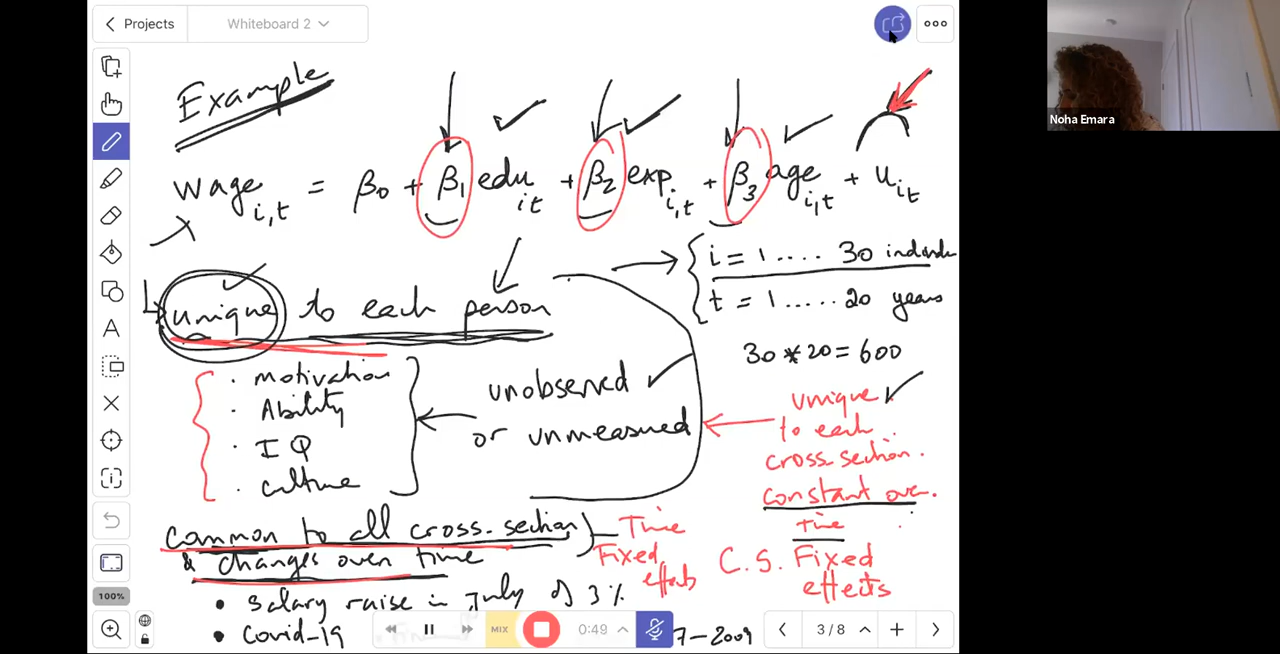 Projects
Whiteboard 2
Example
wage i,t = β0 + β1 edu it + β2 exp. i,t + β3 age i,t + u it
i = 1 .... 30
t = 1 ..... 20 years
unique to each person
30 * 20 = 600
· motivation
· Ability
· IQ
· culture
unobserved
or unmeasured
unique
to each
cross section.
constant over.
time
C.S. Fixed
effects
common to all cross-section
& changes over time
Time
Fixed
effects
• Salary raise in July of 3%
• Covid-19
7-2009
100%
MIX
0:49
3/8
A
Noha Emara